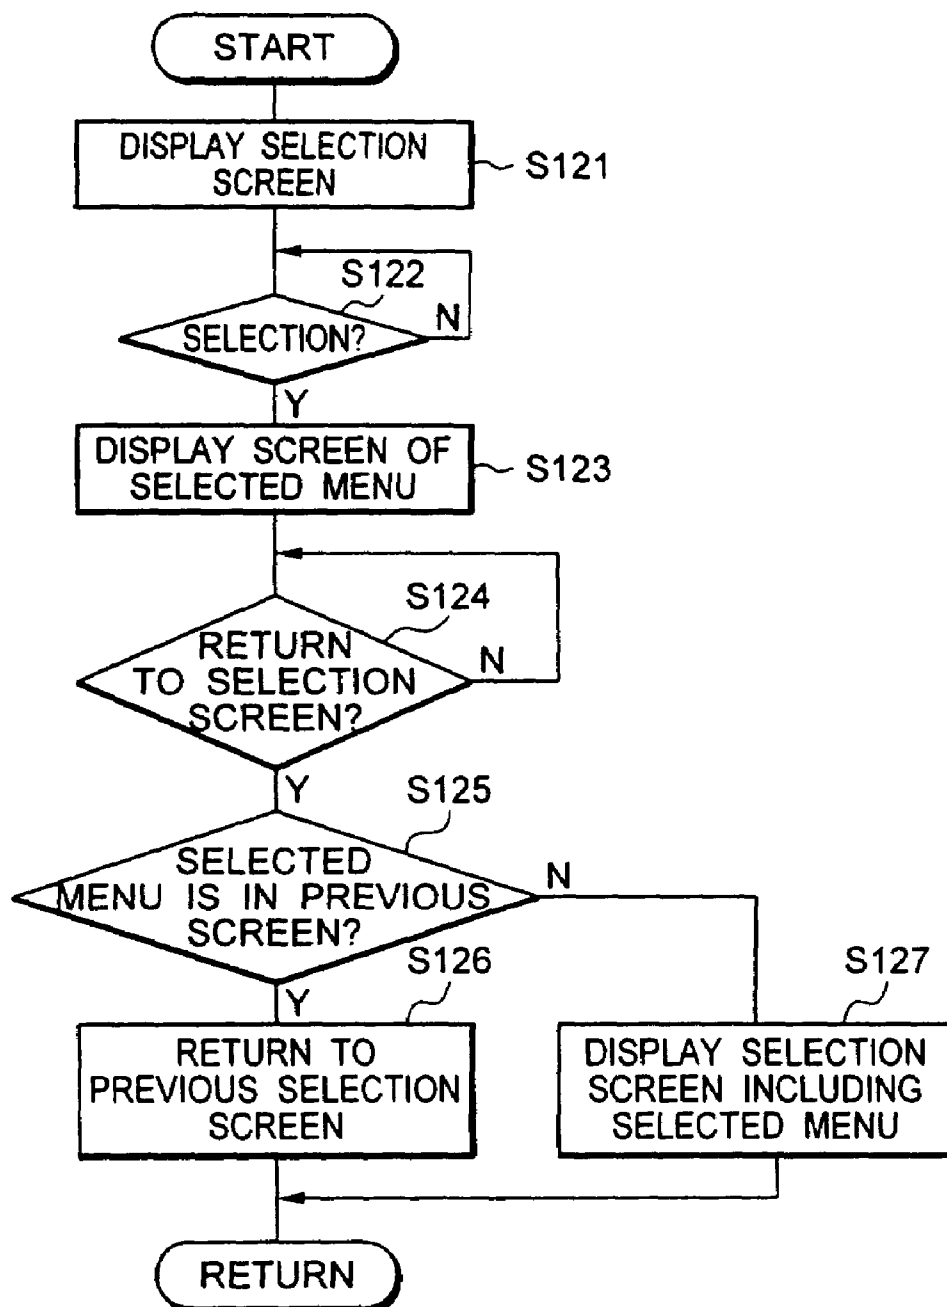 START
DISPLAY SELECTION
SCREEN
S121
S122
SELECTION?
N
Y
DISPLAY SCREEN OF
SELECTED MENU
S123
S124
RETURN
TO SELECTION
SCREEN?
N
Y
S125
SELECTED
MENU IS IN PREVIOUS
SCREEN?
N
Y
S126
RETURN TO
PREVIOUS SELECTION
SCREEN
S127
DISPLAY SELECTION
SCREEN INCLUDING
SELECTED MENU
RETURN